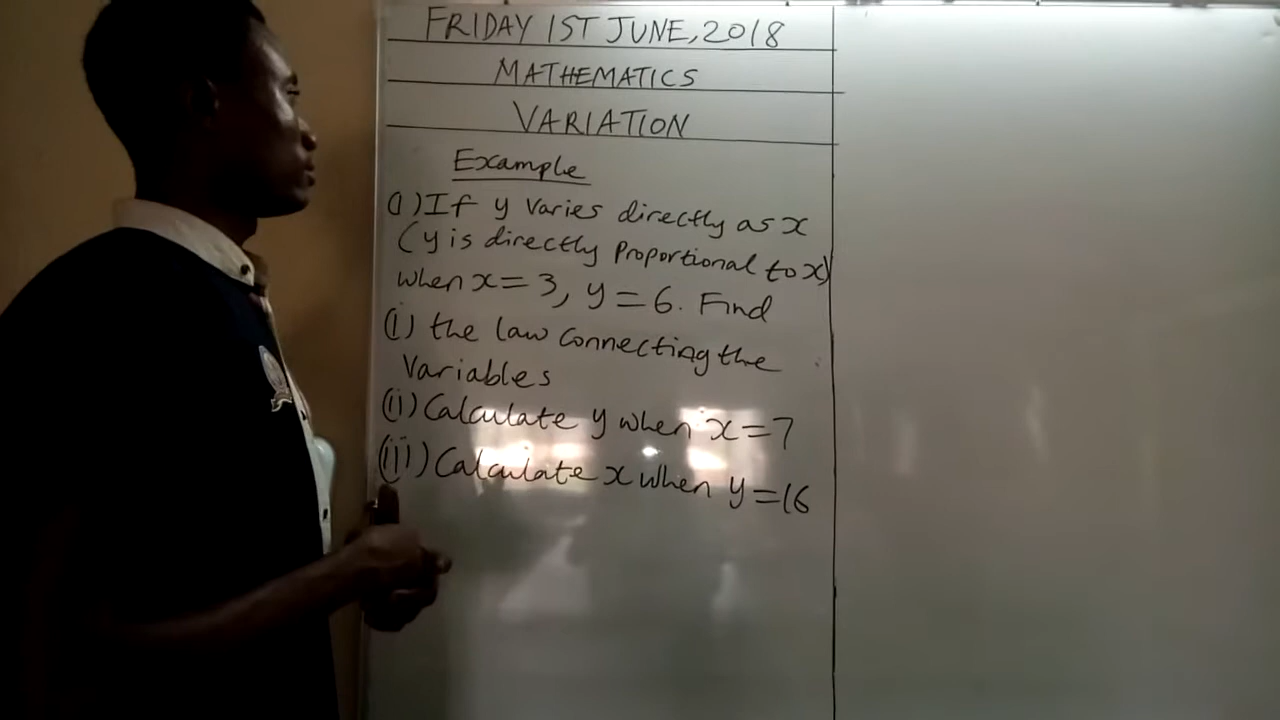 FRIDAY 1ST JUNE, 2018
MATHEMATICS
VARIATION
Example
(1) If y varies directly as x
(y is directly proportional to x)
when x = 3, y = 6. Find
(i) the law connecting the
variables
(ii) Calculate y when x = 7
(iii) Calculate x when y = 16